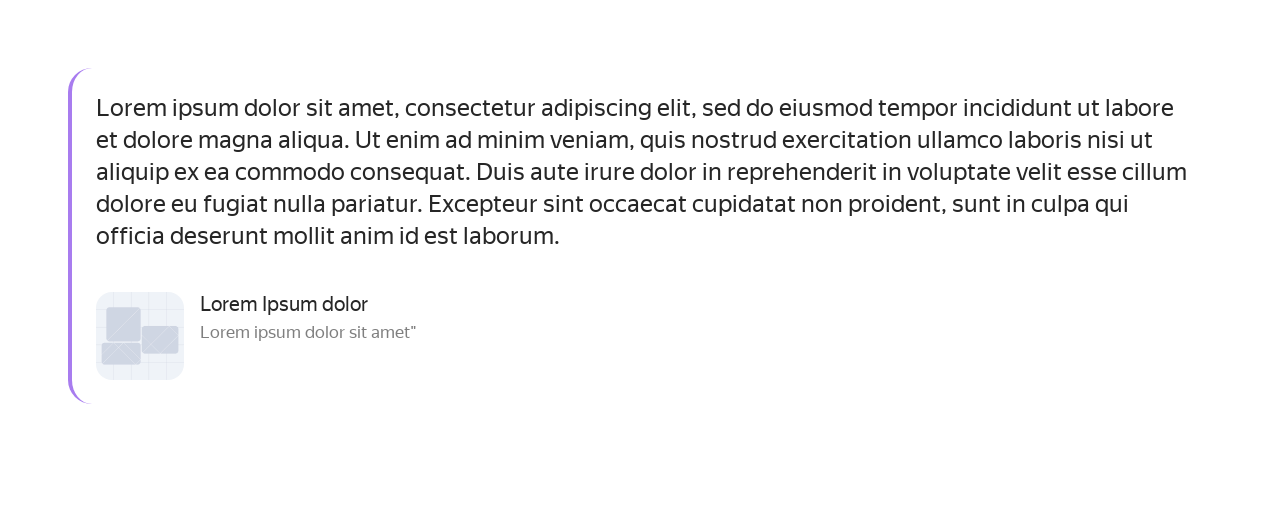 Lorem ipsum dolor sit amet, consectetur adipiscing elit, sed do eiusmod tempor incididunt ut labore
et dolore magna aliqua. Ut enim ad minim veniam, quis nostrud exercitation ullamco laboris nisi ut
aliquip ex ea commodo consequat. Duis aute irure dolor in reprehenderit in voluptate velit esse cillum
dolore eu fugiat nulla pariatur. Excepteur sint occaecat cupidatat non proident, sunt in culpa qui
officia deserunt mollit anim id est laborum.
Lorem Ipsum dolor
Lorem ipsum dolor sit amet"